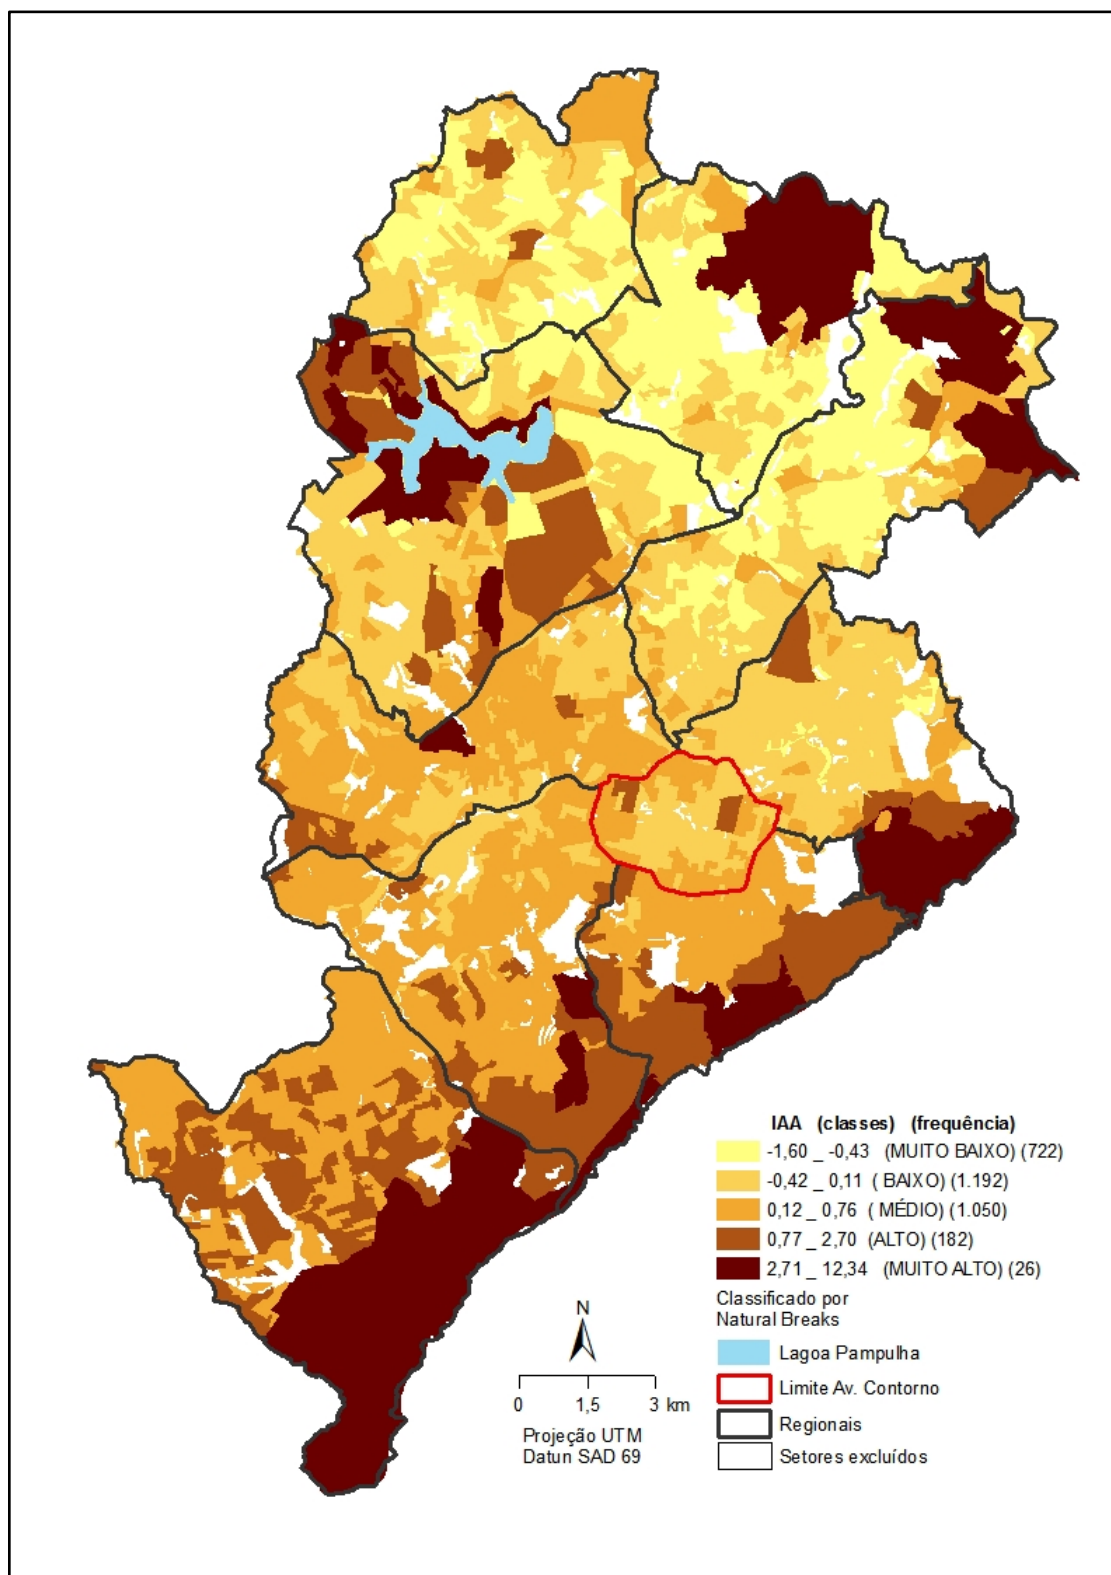 IAA (classes) (frequência)
-1,60 _ -0,43 (MUITO BAIXO) (722)
-0,42 _ 0,11 ( BAIXO) (1.192)
0,12 _ 0,76 ( MÉDIO) (1.050)
0,77 _ 2,70 (ALTO) (182)
2,71 _ 12,34 (MUITO ALTO) (26)
Classificado por
Natural Breaks
Lagoa Pampulha
Limite Av. Contorno
Regionais
Setores excluídos
N
0 1,5 3 km
Projeção UTM
Datun SAD 69